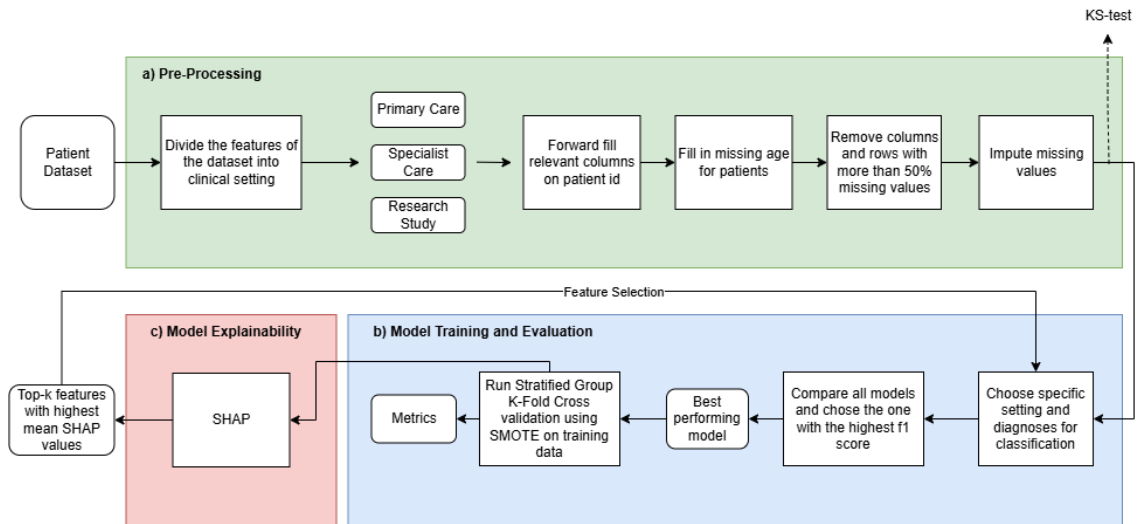 KS-test
a) Pre-Processing
Patient
Dataset
Divide the features of
the dataset into
clinical setting
Primary Care
Specialist
Care
Research
Study
Forward fill
relevant columns
on patient id
Fill in missing age
for patients
Remove columns
and rows with
more than 50%
missing values
Impute missing
values
Feature Selection
c) Model Explainability
b) Model Training and Evaluation
Top-k features
with highest
mean SHAP
values
SHAP
Metrics
Run Stratified Group
K-Fold Cross
validation using
SMOTE on training
data
Best
performing
model
Compare all models
and chose the one
with the highest f1
score
Choose specific
setting and
diagnoses for
classification